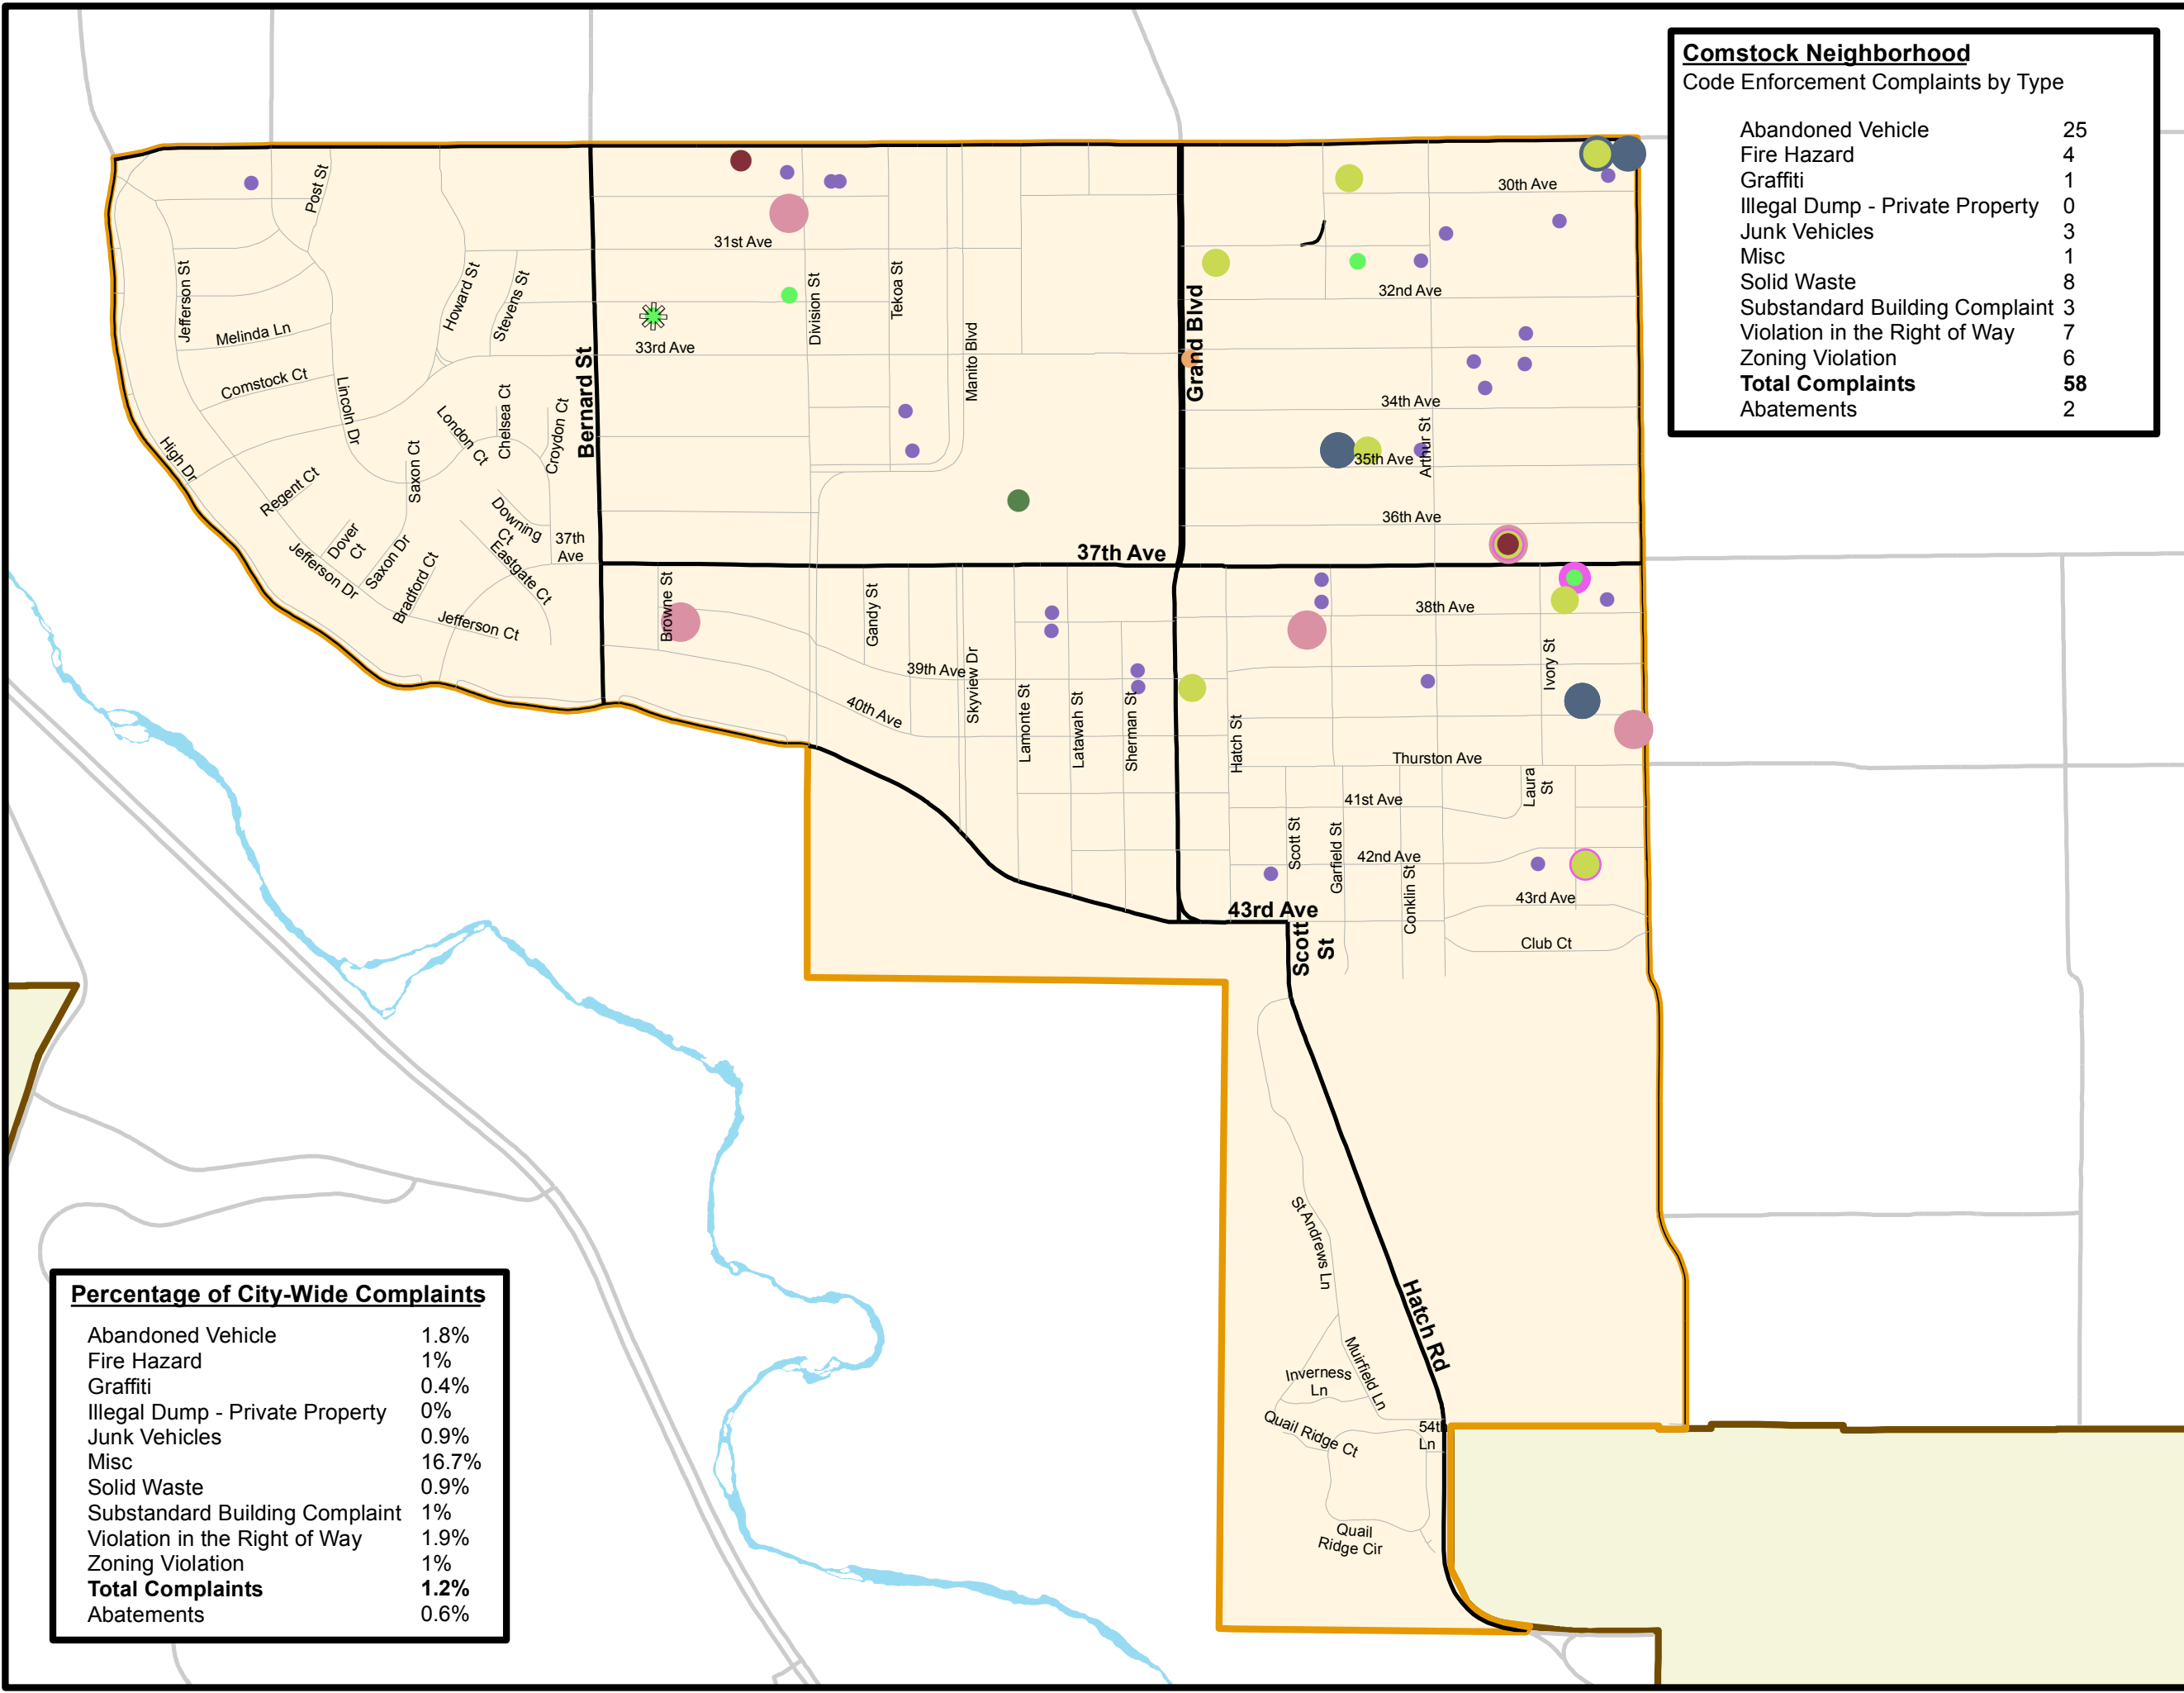 Comstock Neighborhood
Code Enforcement Complaints by Type
Abandoned Vehicle 25
Fire Hazard 4
Graffiti 1
Illegal Dump - Private Property 0
Junk Vehicles 3
Misc 1
Solid Waste 8
Substandard Building Complaint 3
Violation in the Right of Way 7
Zoning Violation 6
Total Complaints 58
Abatements 2
Post St
30th Ave
31st Ave
Jefferson St
Howard St
Stevens St
Division St
Tekoa St
Grand Blvd
32nd Ave
Melinda Ln
33rd Ave
Manito Blvd
Comstock Ct
Lincoln Dr
Bernard St
34th Ave
London Ct
Chelsea Ct
Croydon Ct
Arthur St
High Dr
Saxon Ct
35th Ave
Regent Ct
Downing
Ct
36th Ave
Dover
Ct
37th
Ave
37th Ave
Jefferson Dr
Saxon Dr
Bradford Ct
Eastgate Ct
Jefferson Ct
Browne St
Gandy St
38th Ave
39th Ave
Skyview Dr
Ivory St
40th Ave
Lamonte St
Latawah St
Sherman St
Hatch St
Thurston Ave
Laura
St
41st Ave
Scott St
Garfield St
42nd Ave
Conklin St
43rd Ave
43rd Ave
Scott
St
Club Ct
St Andrews Ln
Hatch Rd
Muirfield Ln
Inverness
Ln
Quail Ridge Ct
54th
Ln
Quail
Ridge Cir
Percentage of City-Wide Complaints
Abandoned Vehicle 1.8%
Fire Hazard 1%
Graffiti 0.4%
Illegal Dump - Private Property 0%
Junk Vehicles 0.9%
Misc 16.7%
Solid Waste 0.9%
Substandard Building Complaint 1%
Violation in the Right of Way 1.9%
Zoning Violation 1%
Total Complaints 1.2%
Abatements 0.6%